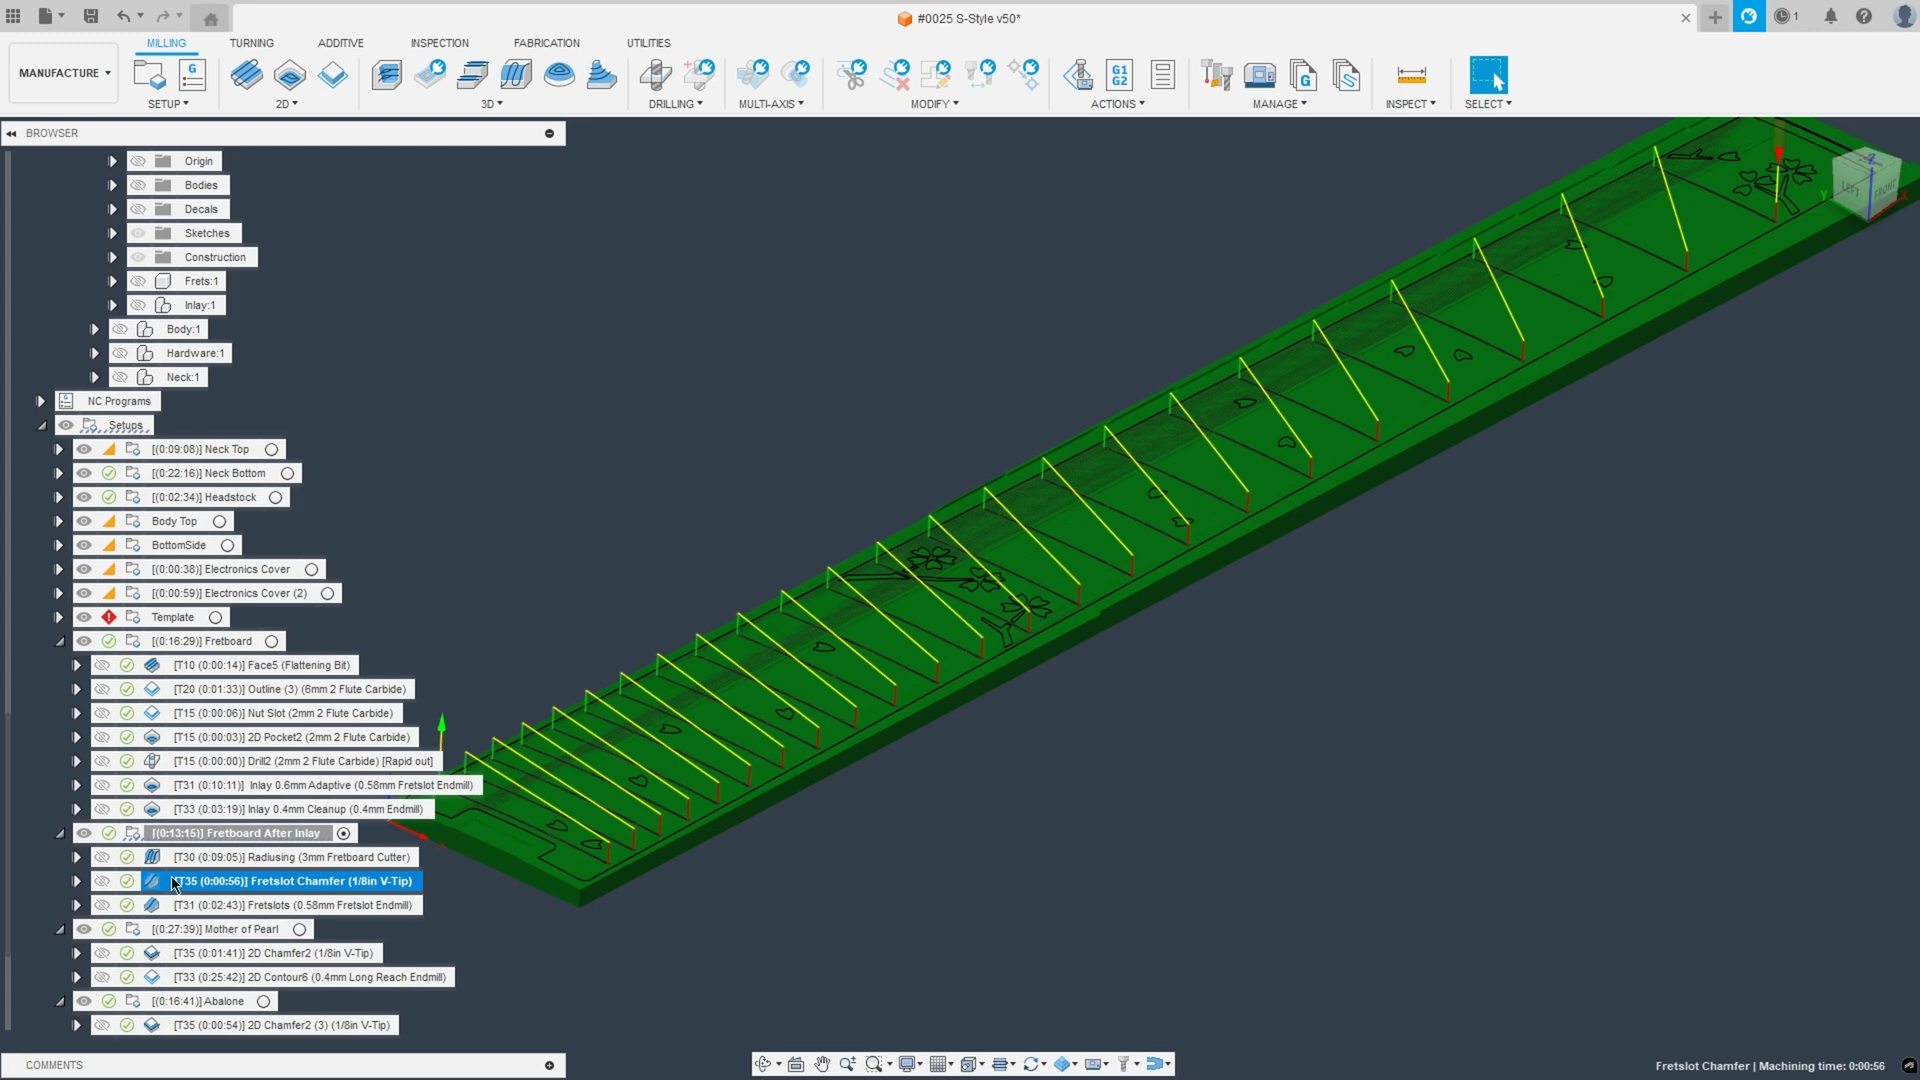 #0025 S-Style v50*
1
MANUFACTURE
MILLING
TURNING
ADDITIVE
INSPECTION
FABRICATION
UTILITIES
G
G1
G2
G
SETUP
2D
3D
DRILLING
MULTI-AXIS
MODIFY
ACTIONS
MANAGE
INSPECT
SELECT
BROWSER
Origin
Bodies
Decals
Sketches
Construction
Frets:1
Inlay:1
Body:1
Hardware:1
Neck:1
NC Programs
Setups
[(0:09:08)] Neck Top
[(0:22:16)] Neck Bottom
[(0:02:34)] Headstock
Body Top
BottomSide
[(0:00:38)] Electronics Cover
[(0:00:59)] Electronics Cover (2)
Template
[(0:16:29)] Fretboard
[T10 (0:00:14)] Face5 (Flattening Bit)
[T20 (0:01:33)] Outline (3) (6mm 2 Flute Carbide)
[T15 (0:00:06)] Nut Slot (2mm 2 Flute Carbide)
[T15 (0:00:03)] 2D Pocket2 (2mm 2 Flute Carbide)
[T15 (0:00:00)] Drill2 (2mm 2 Flute Carbide) [Rapid out]
[T31 (0:10:11)] Inlay 0.6mm Adaptive (0.58mm Fretslot Endmill)
[T33 (0:03:19)] Inlay 0.4mm Cleanup (0.4mm Endmill)
[(0:13:15)] Fretboard After Inlay
[T30 (0:09:05)] Radiusing (3mm Fretboard Cutter)
[T35 (0:00:56)] Fretslot Chamfer (1/8in V-Tip)
[T31 (0:02:43)] Fretslots (0.58mm Fretslot Endmill)
[(0:27:39)] Mother of Pearl
[T35 (0:01:41)] 2D Chamfer2 (1/8in V-Tip)
[T33 (0:25:42)] 2D Contour6 (0.4mm Long Reach Endmill)
[(0:16:41)] Abalone
[T35 (0:00:54)] 2D Chamfer2 (3) (1/8in V-Tip)
Z
LEFT
FRONT
Y
X
COMMENTS
Fretslot Chamfer | Machining time: 0:00:56